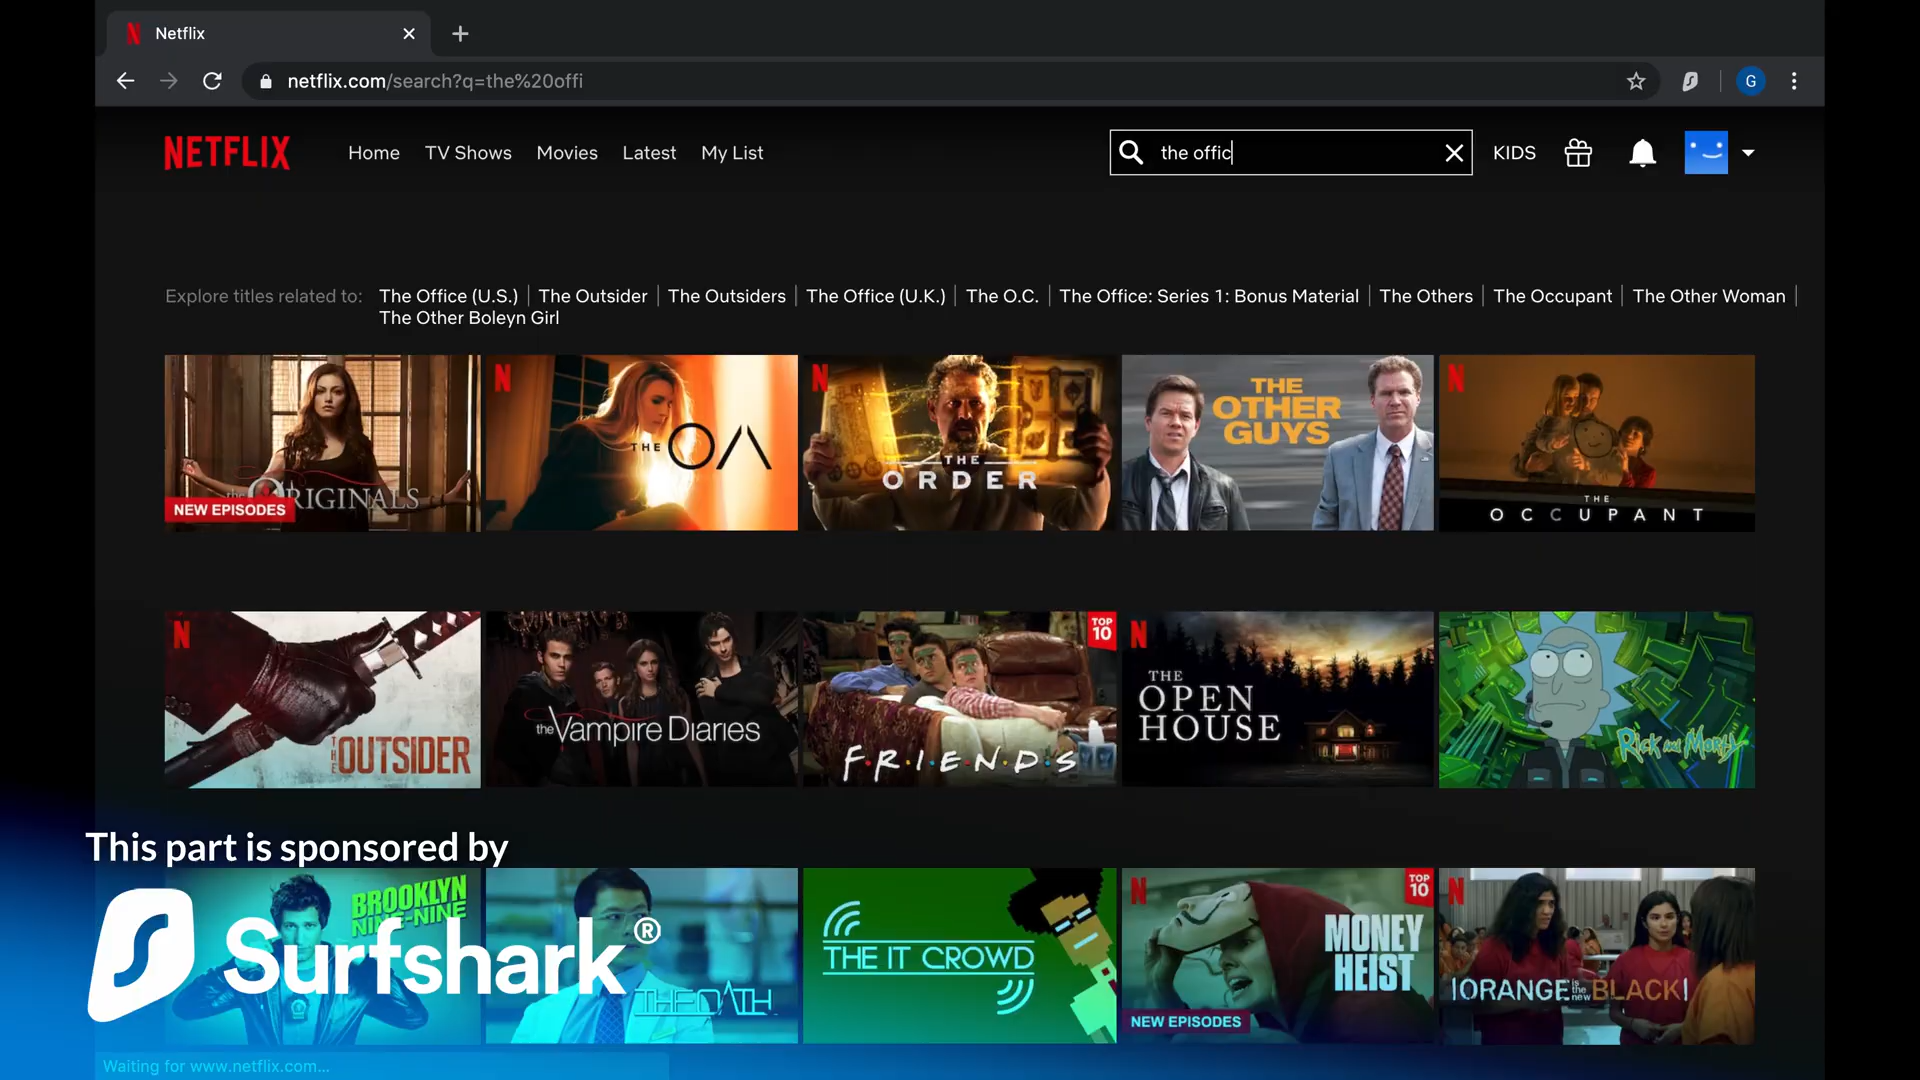 Netflix
netflix.com/search?q=the%20offi
G
NETFLIX
Home TV Shows Movies Latest My List
the offic
KIDS
Explore titles related to: The Office (U.S.) | The Outsider | The Outsiders | The Office (U.K.) | The O.C. | The Office: Series 1: Bonus Material | The Others | The Occupant | The Other Woman |
The Other Boleyn Girl
the ORIGINALS
NEW EPISODES
N
THE OA
N
THE
ORDER
THE
OTHER
GUYS
N
THE
OCCUPANT
N
THE OUTSIDER
the Vampire Diaries
TOP
10
F·R·I·E·N·D·S
N
THE
OPEN
HOUSE
Rick and Morty
This part is sponsored by
BROOKLYN
NINE-NINE
Surfshark®
THE OATH
THE IT CROWD
N
TOP
10
MONEY
HEIST
NEW EPISODES
N
ORANGE is the new BLACK
Waiting for www.netflix.com...